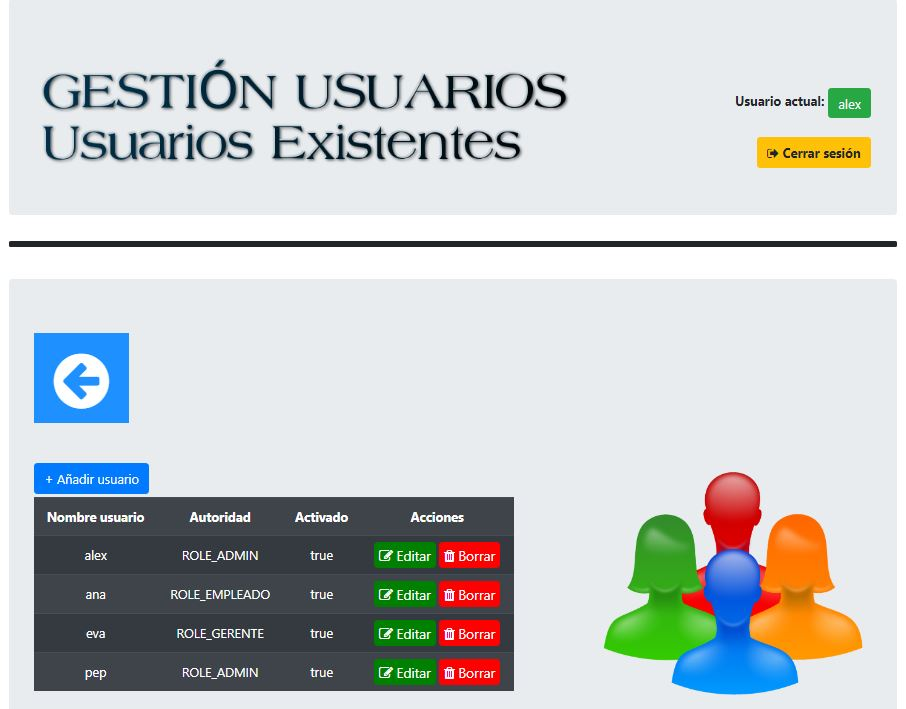 GESTIÓN USUARIOS
Usuarios Existentes
Usuario actual: alex
Cerrar sesión
+ Añadir usuario
Nombre usuario Autoridad Activado Acciones
alex ROLE_ADMIN true Editar Borrar
ana ROLE_EMPLEADO true Editar Borrar
eva ROLE_GERENTE true Editar Borrar
pep ROLE_ADMIN true Editar Borrar